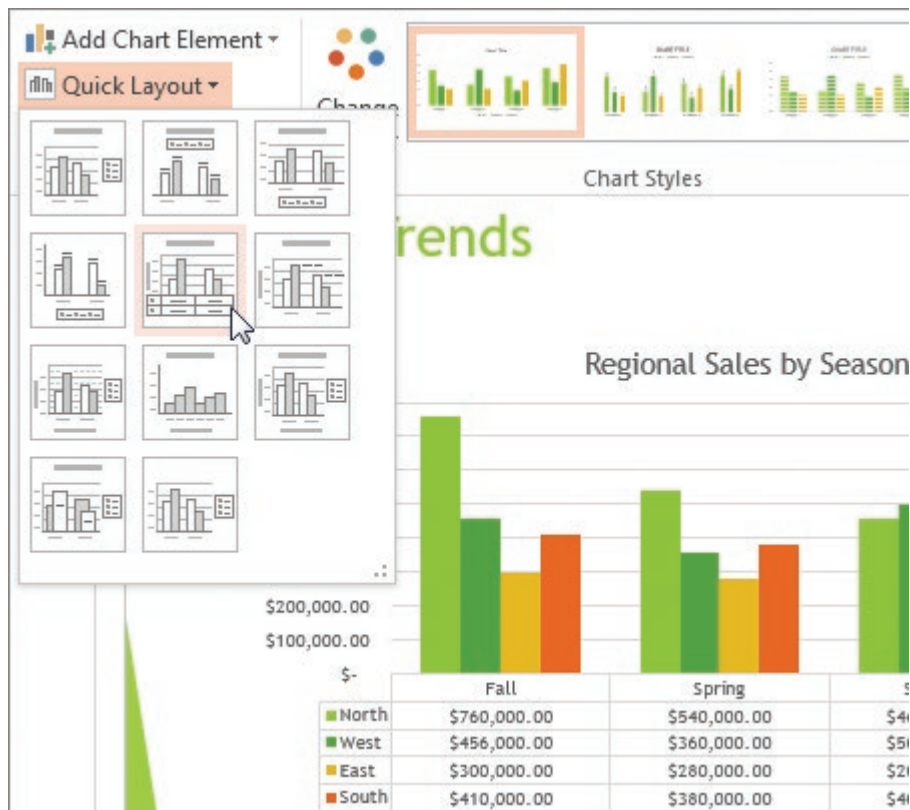 Add Chart Element
Quick Layout
Change
Chart Styles
rends
Regional Sales by Season
$200,000.00
$100,000.00
$-
Fall Spring
North $760,000.00 $540,000.00
West $456,000.00 $360,000.00
East $300,000.00 $280,000.00
South $410,000.00 $380,000.00